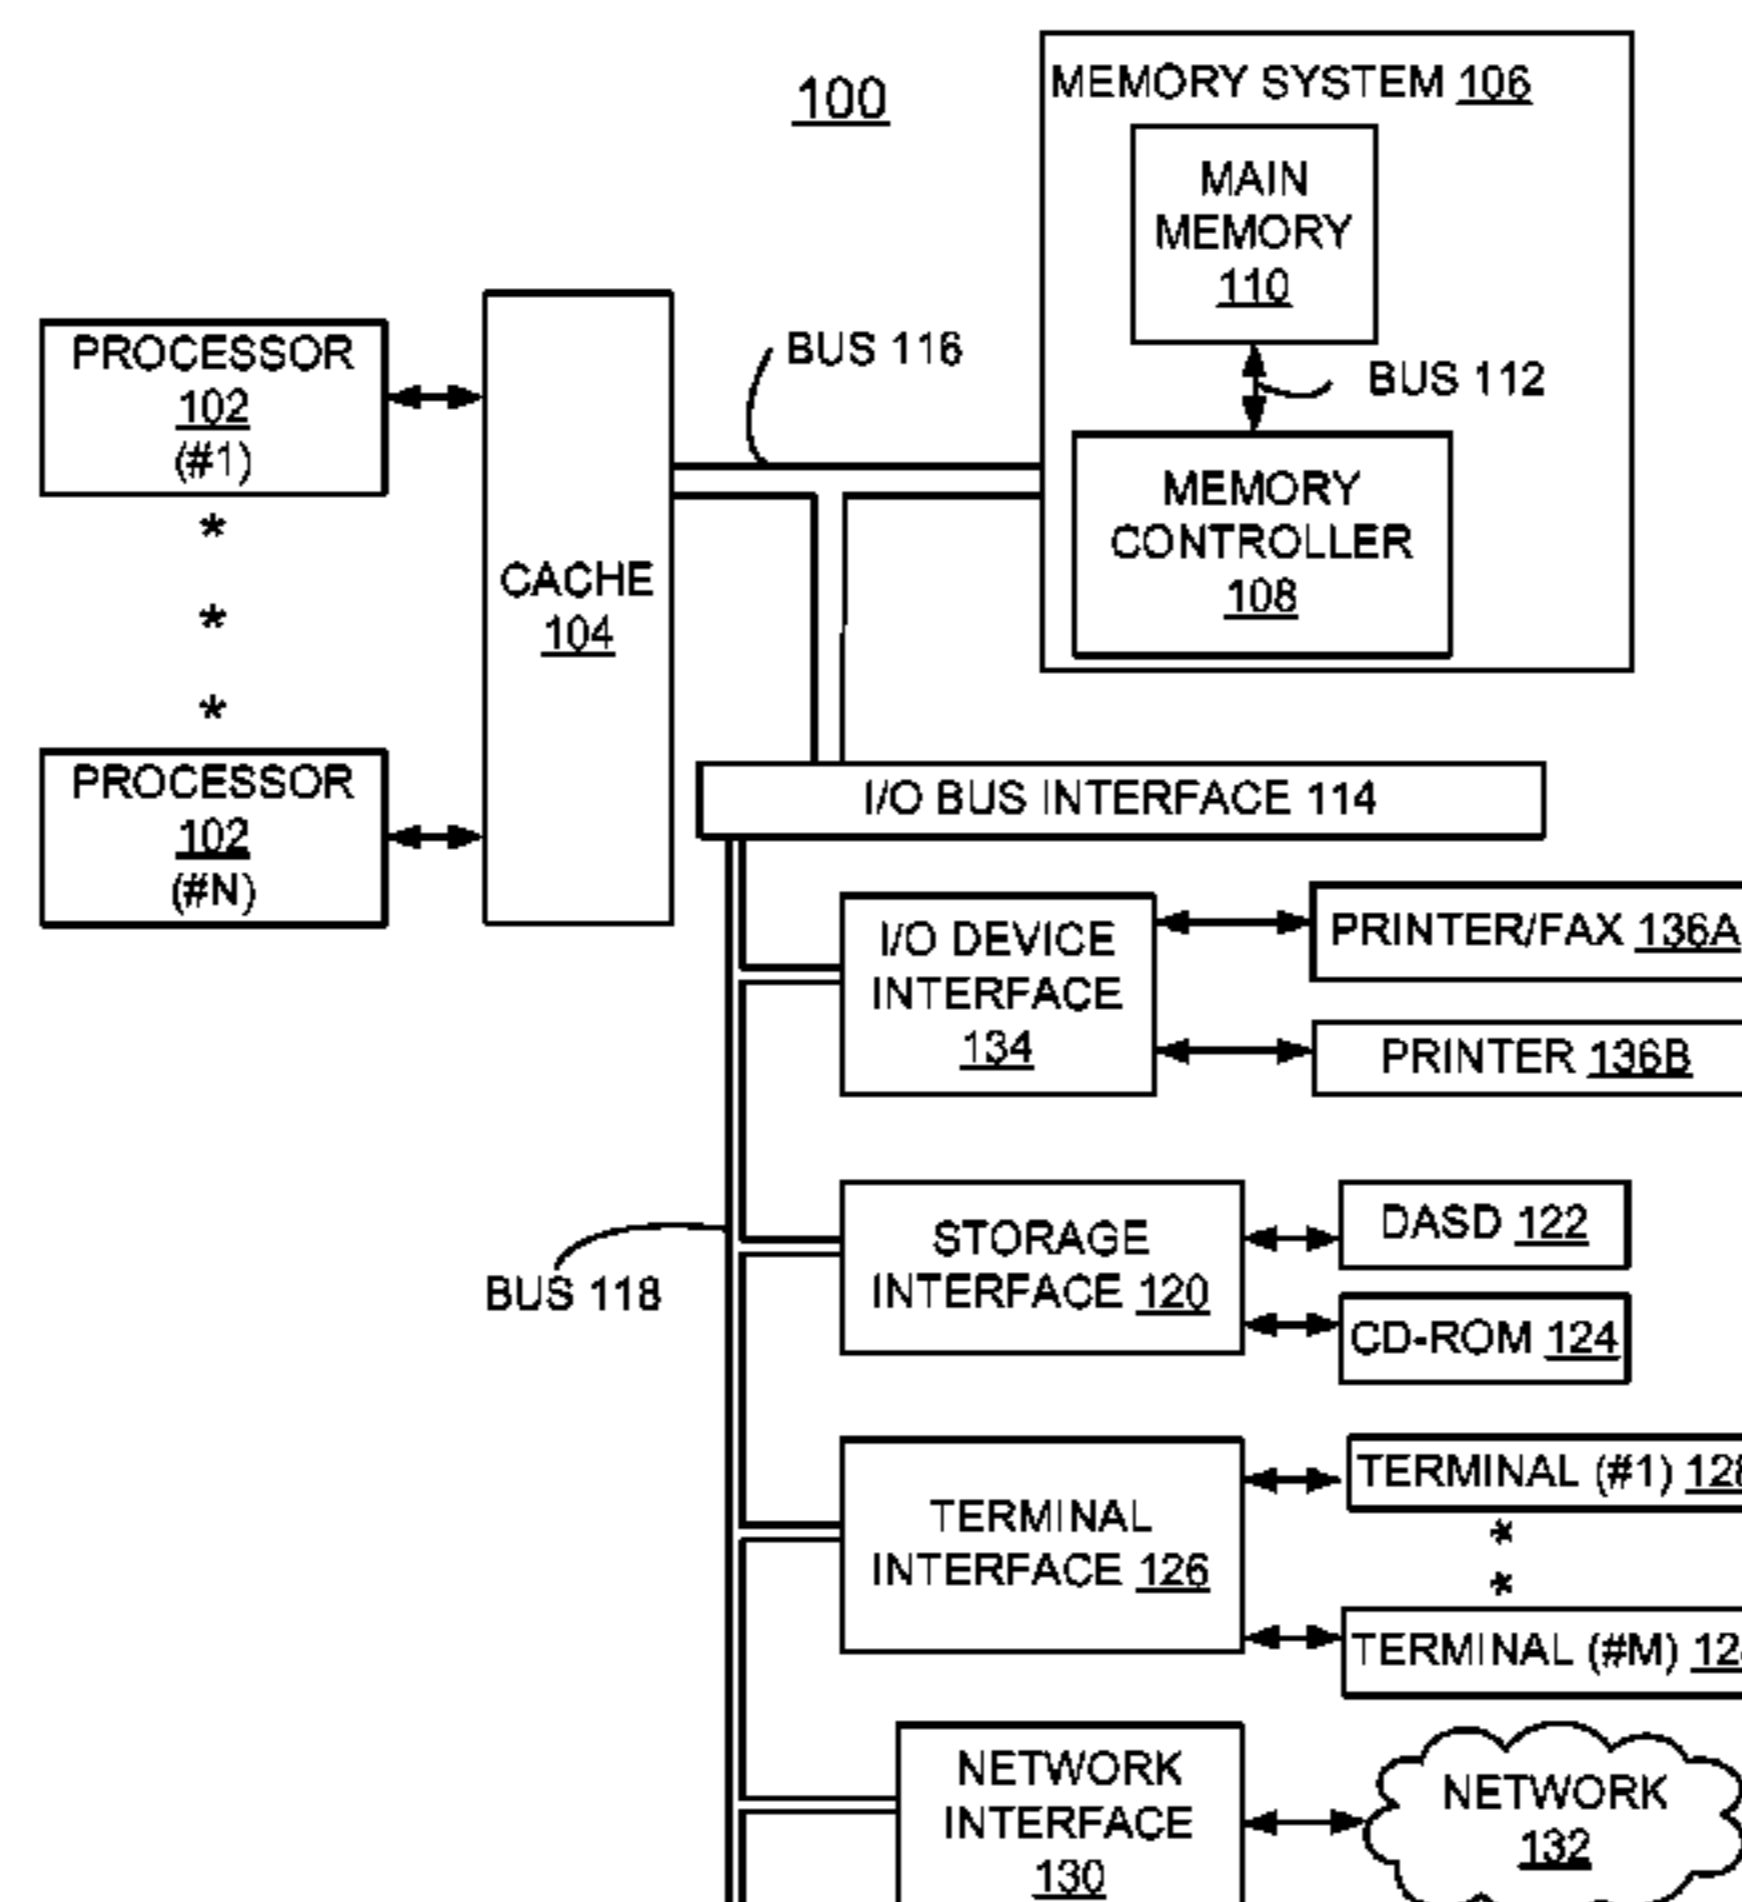 100
MEMORY SYSTEM 106
MAIN
MEMORY
110
BUS 112
MEMORY
CONTROLLER
108
BUS 116
PROCESSOR
102
(#1)
*
*
*
PROCESSOR
102
(#N)
CACHE
104
I/O BUS INTERFACE 114
I/O DEVICE
INTERFACE
134
PRINTER/FAX 136A
PRINTER 136B
BUS 118
STORAGE
INTERFACE 120
DASD 122
CD-ROM 124
TERMINAL
INTERFACE 126
TERMINAL (#1) 128
*
*
TERMINAL (#M)
NETWORK
INTERFACE
130
NETWORK
132